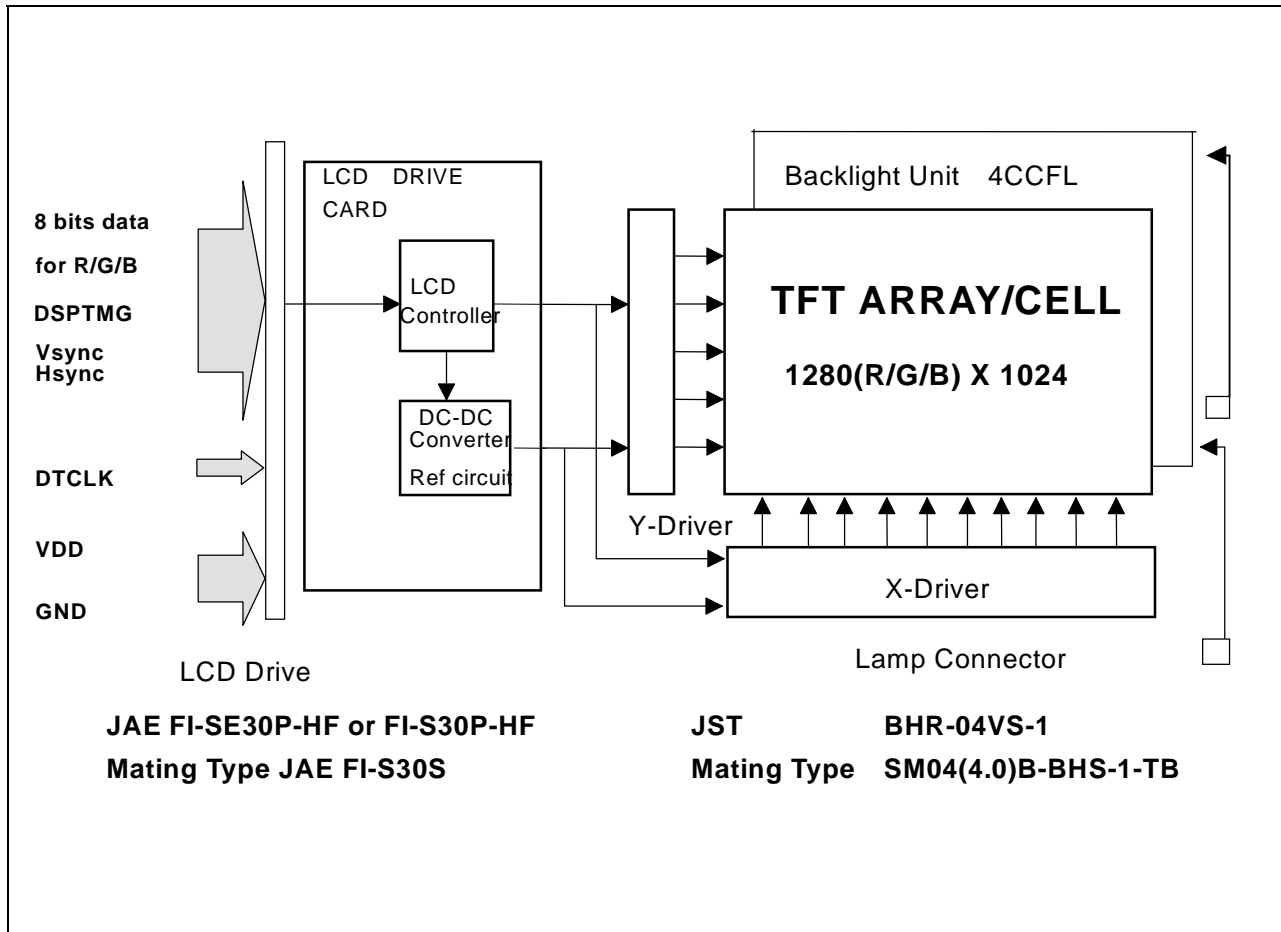 8 bits data
for R/G/B
DSPTMG
Vsync
Hsync
DTCLK
VDD
GND
LCD DRIVE
CARD
LCD
Controller
DC-DC
Converter
Ref circuit
Y-Driver
Backlight Unit 4CCFL
TFT ARRAY/CELL
1280(R/G/B) X 1024
X-Driver
LCD Drive
JAE FI-SE30P-HF or FI-S30P-HF
Mating Type JAE FI-S30S
Lamp Connector
JST BHR-04VS-1
Mating Type SM04(4.0)B-BHS-1-TB